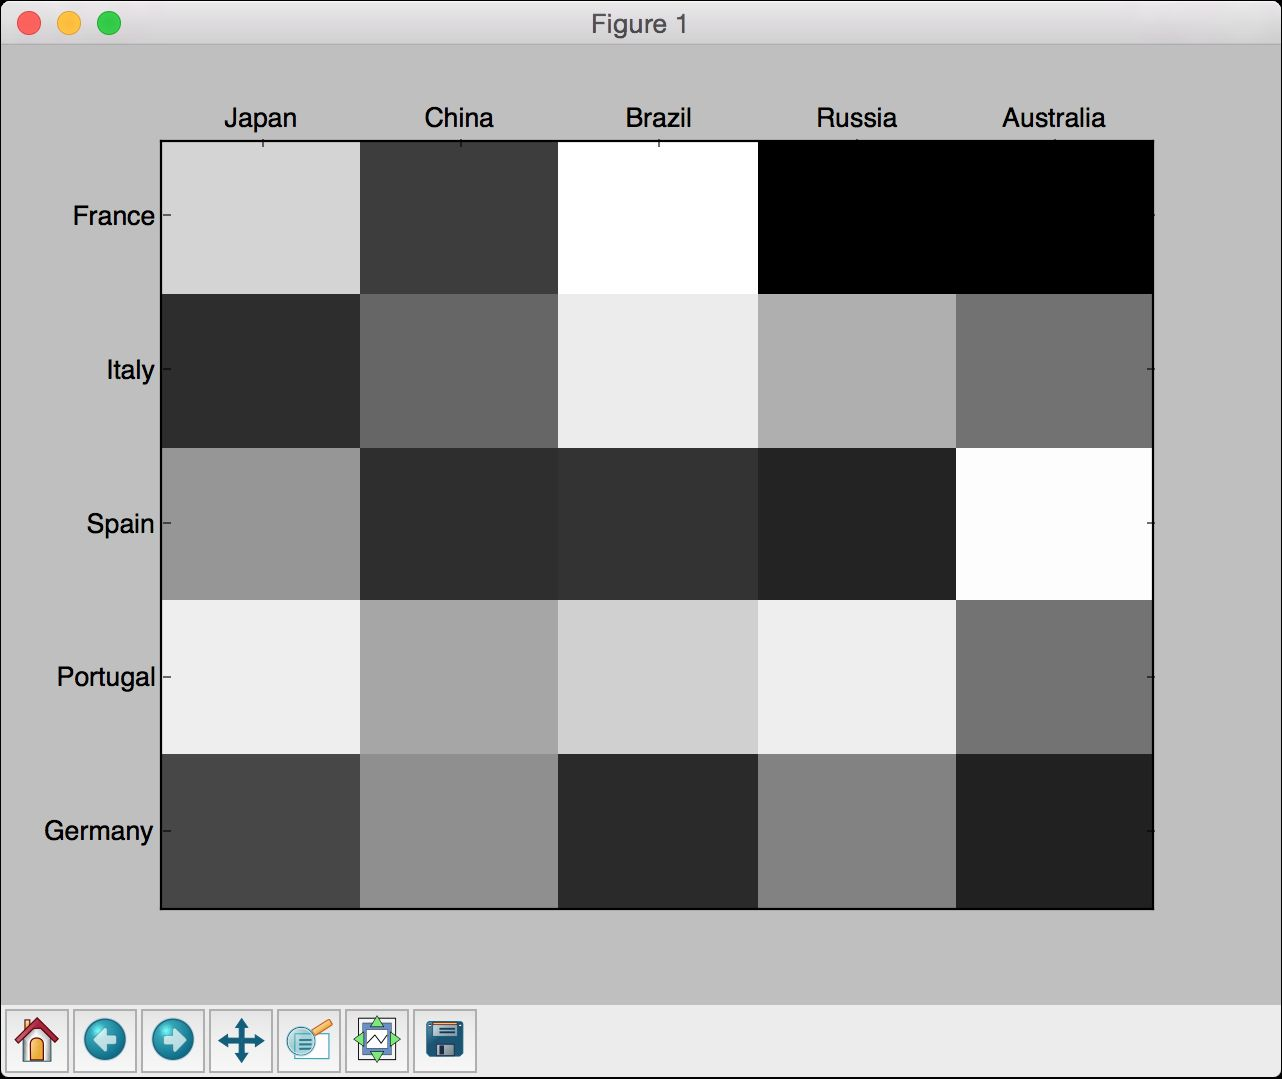 Figure 1
Japan China Brazil Russia Australia
France
Italy
Spain
Portugal
Germany